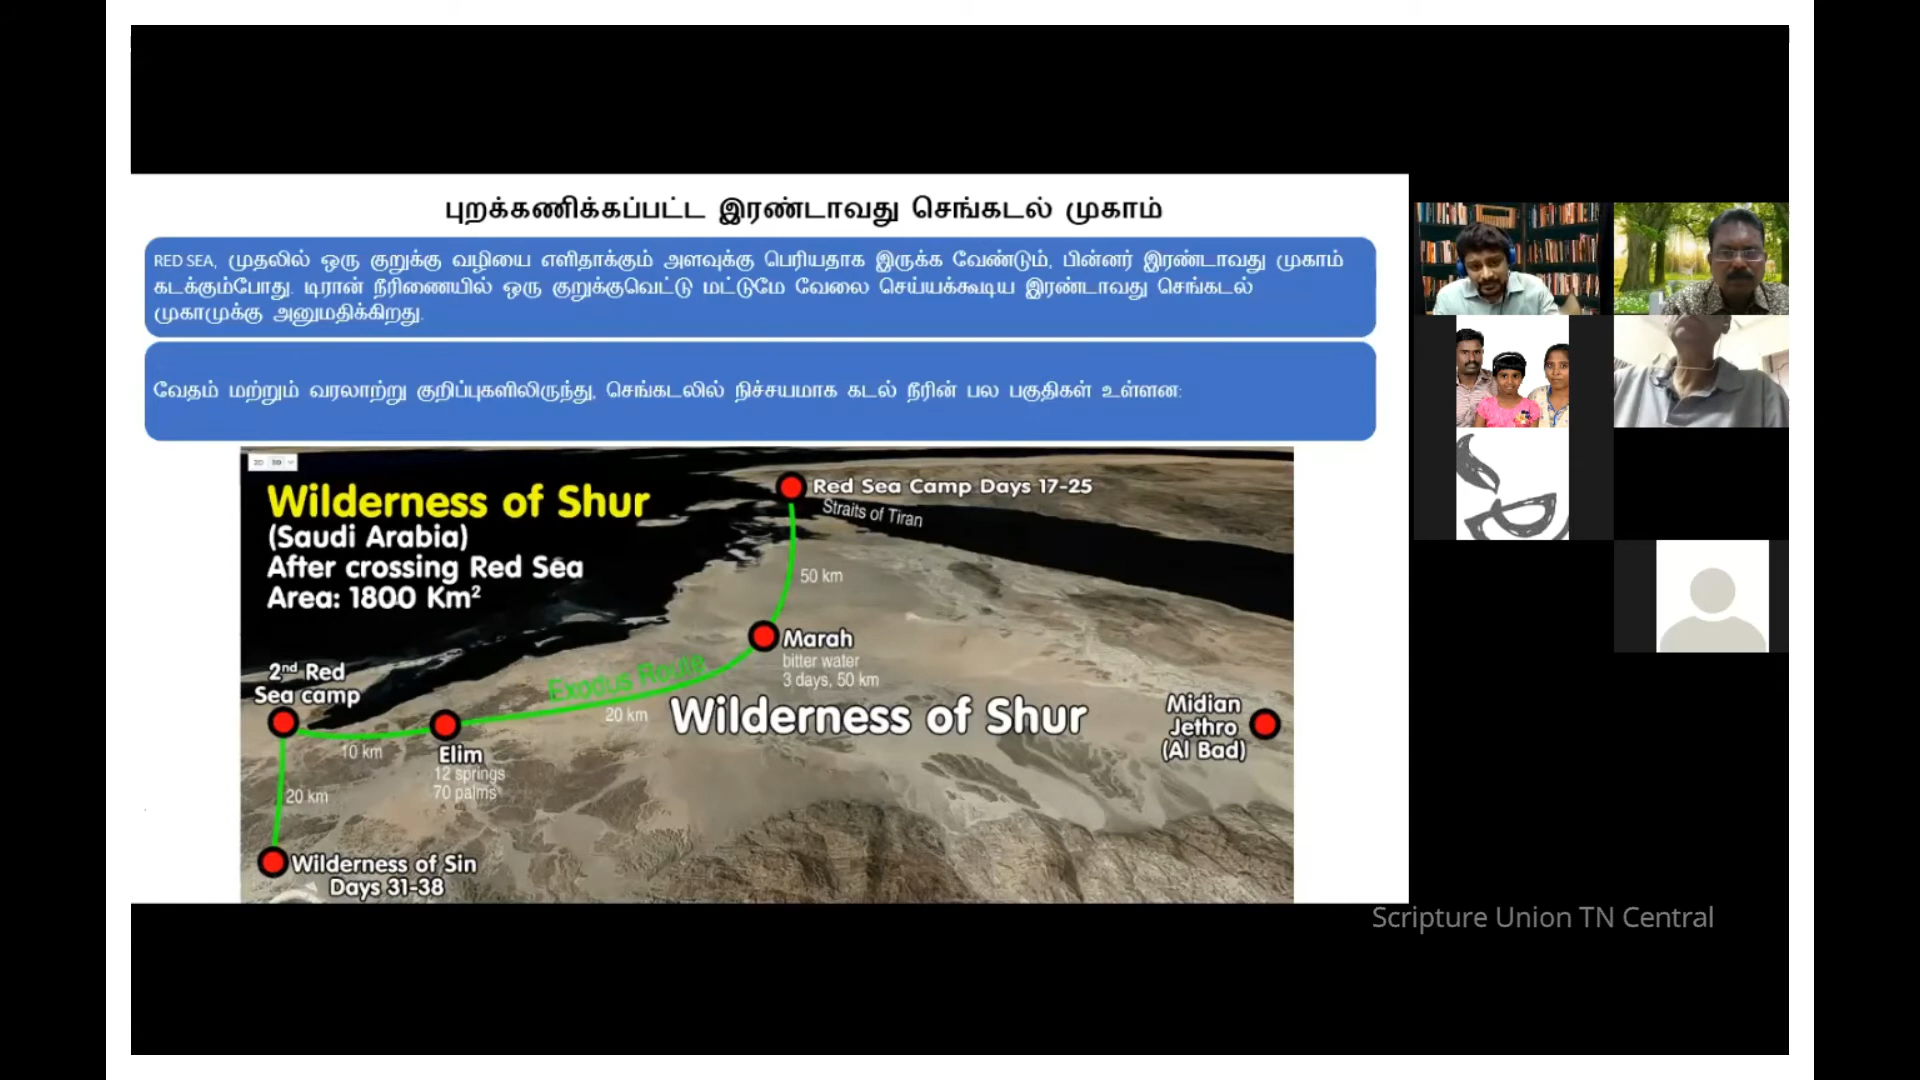 புறக்கணிக்கப்பட்ட இரண்டாவது செங்கடல் முகாம்
RED SEA, முதலில் ஒரு குறுக்கு வழியை எளிதாக்கும் அளவுக்கு பெரியதாக இருக்க வேண்டும், பின்னர் இரண்டாவது முகாம்
கடக்கும்போது. டிரான் நீரிணையில் ஒரு குறுக்குவெட்டு மட்டுமே வேலை செய்யக்கூடிய இரண்டாவது செங்கடல்
முகாமுக்கு அனுமதிக்கிறது.
வேதம் மற்றும் வரலாற்று குறிப்புகளிலிருந்து, செங்கடலில் நிச்சயமாக கடல் நீரின் பல பகுதிகள் உள்ளன:
2D 3D
Wilderness of Shur
(Saudi Arabia)
After crossing Red Sea
Area: 1800 Km²
Red Sea Camp Days 17-25
Straits of Tiran
50 km
Marah
bitter water
3 days, 50 km
Exodus Route
20 km
Wilderness of Shur
Midian
Jethro
(Al Bad)
2nd Red
Sea camp
10 km
Elim
12 springs
70 palms
20 km
Wilderness of Sin
Days 31-38
Scripture Union TN Central